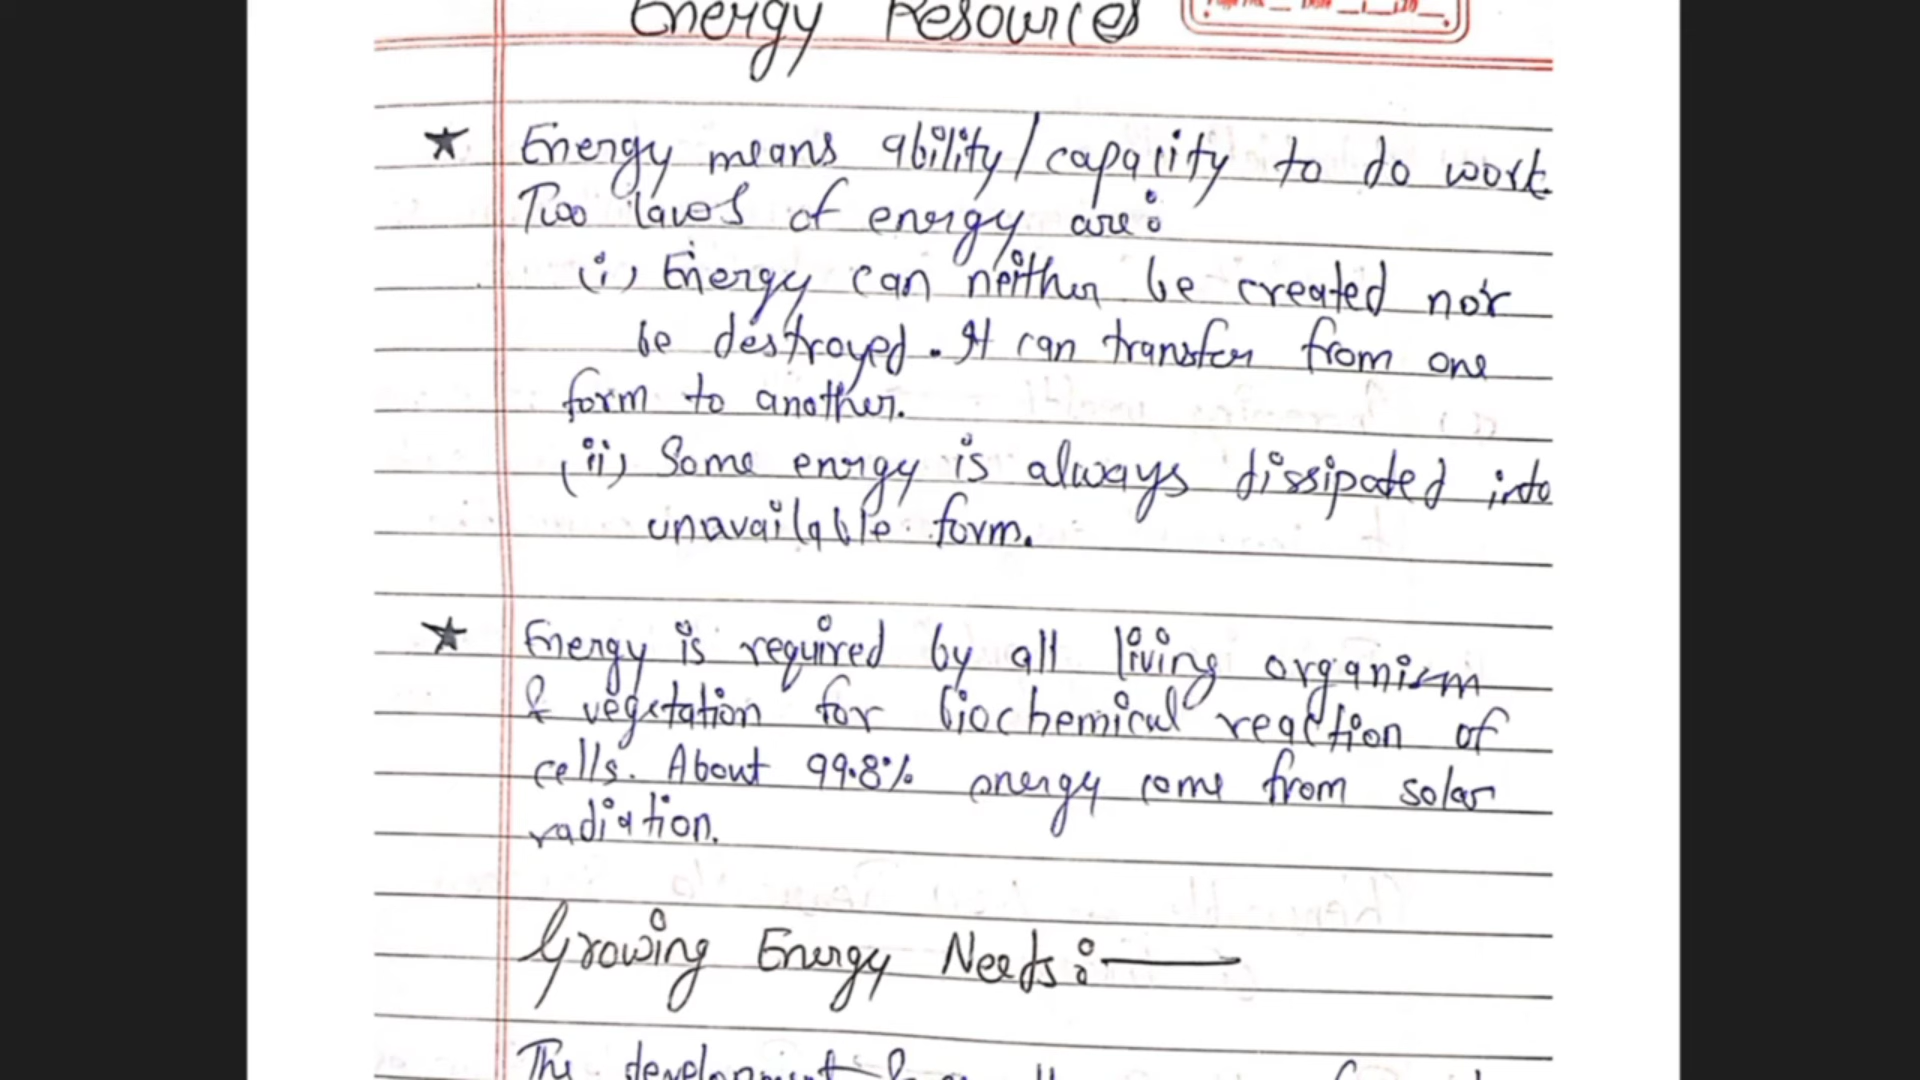 Energy Resources
★ Energy means ability/capacity to do work
Two laws of energy are:
(i) Energy can neither be created nor
be destroyed. It can transfer from one
form to another.
(ii) Some energy is always dissipated into
unavailable form.
★ Energy is required by all living organism
& vegetation for biochemical reaction of
cells. About 99.8% energy come from solar
radiation.
Growing Energy Needs:—
The development &